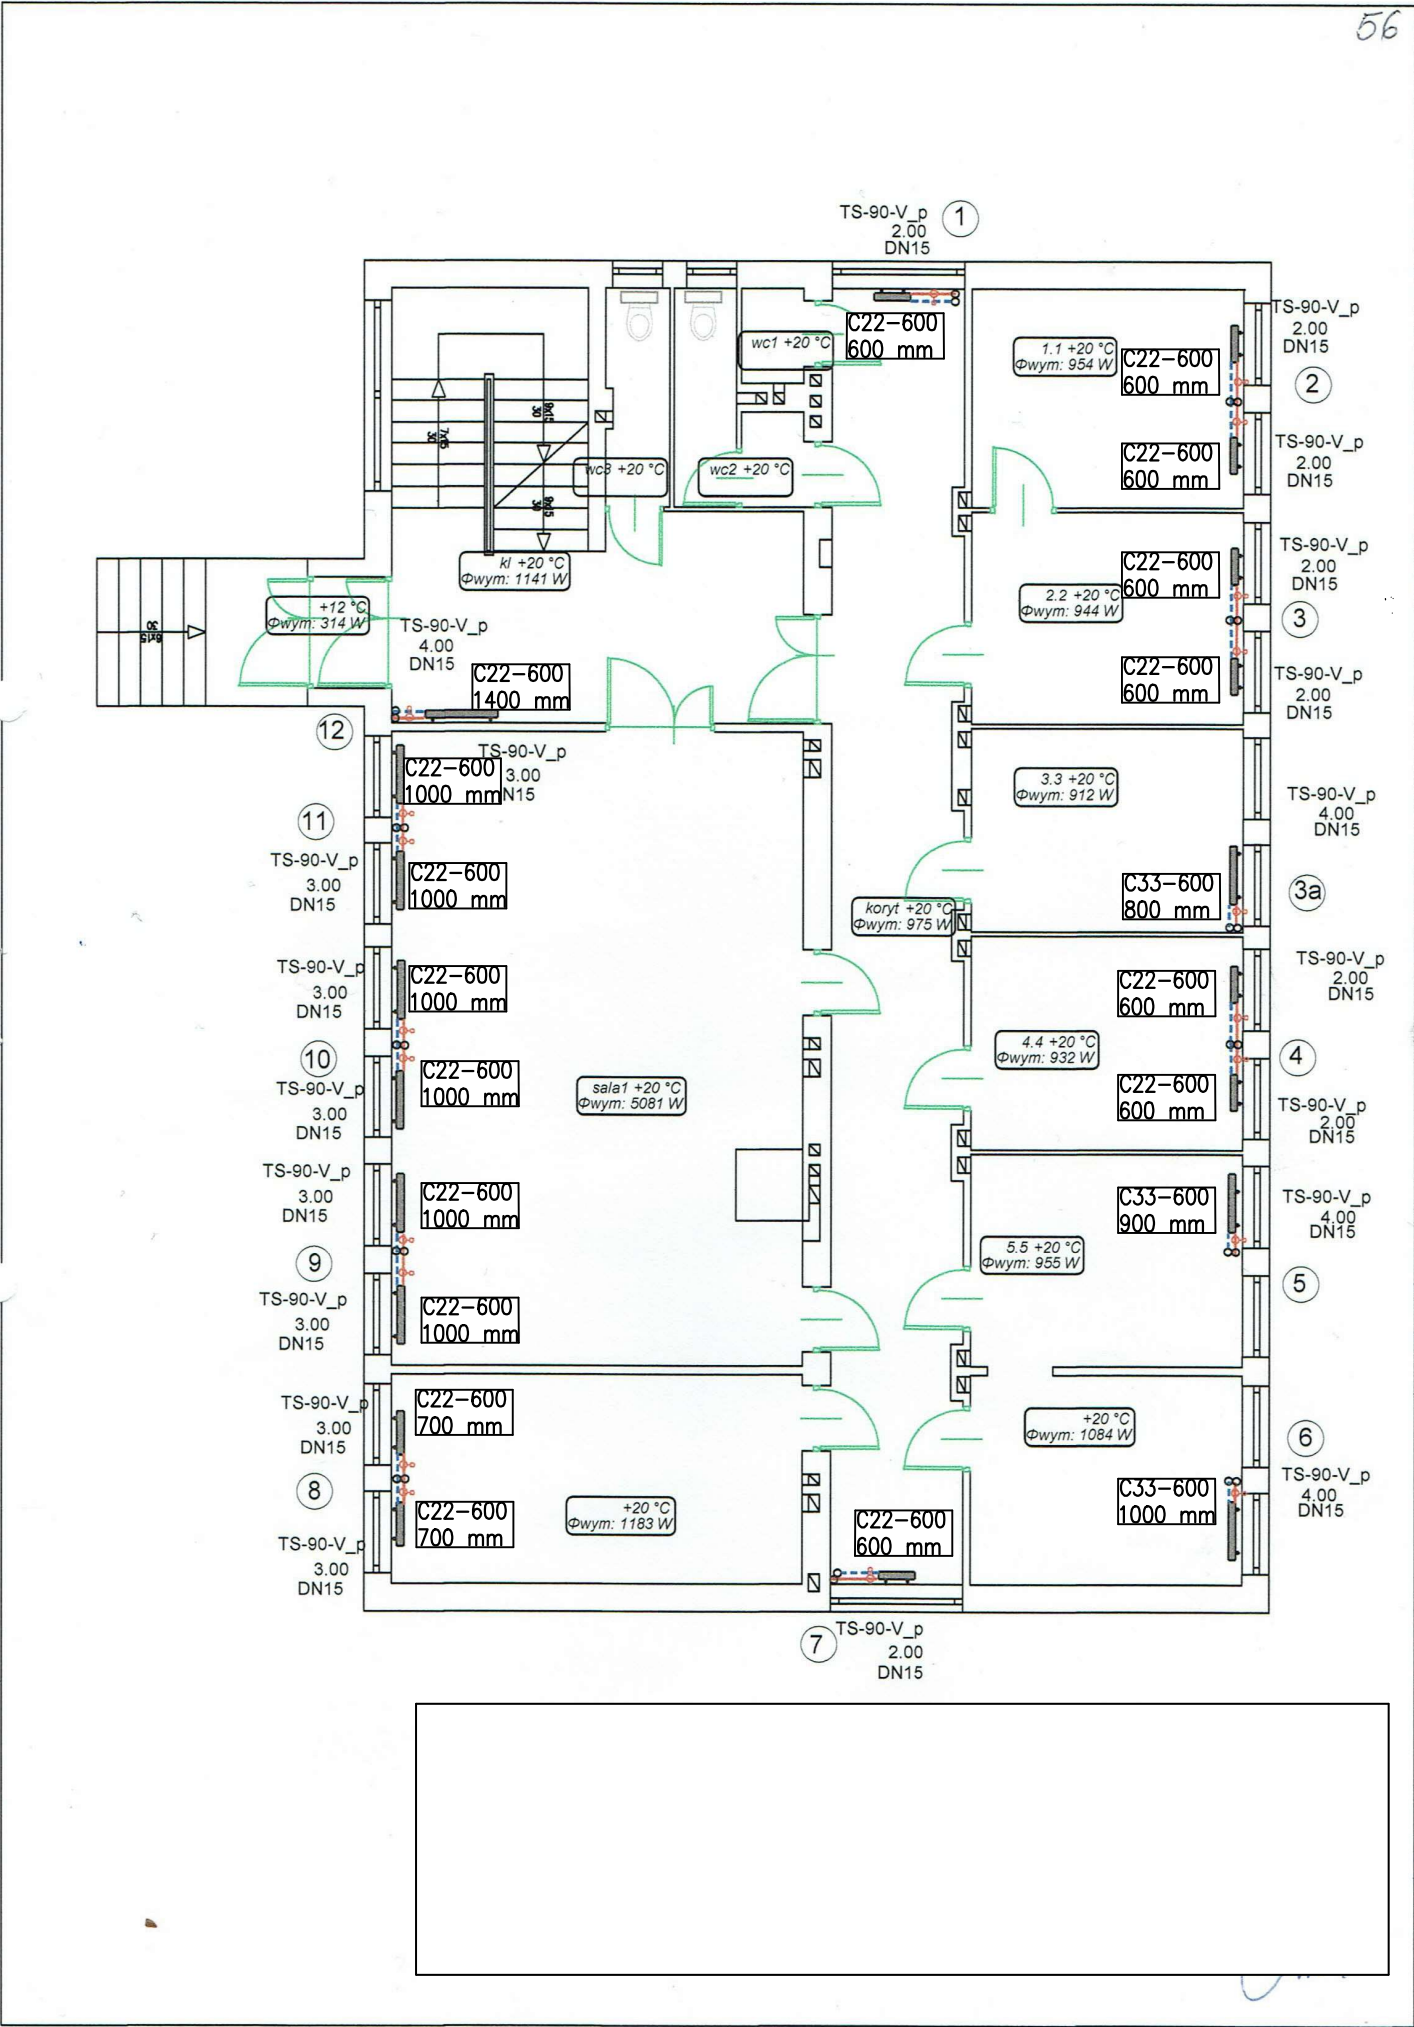 56
TS-90-V_p
2.00
DN15
1
C22-600
600 mm
wc1 +20 °C
1.1 +20 °C
Φwym: 954 W
C22-600
600 mm
TS-90-V_p
2.00
DN15
2
C22-600
600 mm
TS-90-V_p
2.00
DN15
7x15
30
9x15
30
9x15
30
wc3 +20 °C
wc2 +20 °C
kl +20 °C
Φwym: 1141 W
2.2 +20 °C
Φwym: 944 W
C22-600
600 mm
TS-90-V_p
2.00
DN15
3
C22-600
600 mm
TS-90-V_p
2.00
DN15
6x15
30
+12 °C
Φwym: 314 W
TS-90-V_p
4.00
DN15
C22-600
1400 mm
12
TS-90-V_p
3.00
N15
C22-600
1000 mm
11
TS-90-V_p
3.00
DN15
C22-600
1000 mm
3.3 +20 °C
Φwym: 912 W
TS-90-V_p
4.00
DN15
C33-600
800 mm
3a
koryt +20 °C
Φwym: 975 W
TS-90-V_p
3.00
DN15
C22-600
1000 mm
10
TS-90-V_p
3.00
DN15
C22-600
1000 mm
sala1 +20 °C
Φwym: 5081 W
C22-600
600 mm
TS-90-V_p
2.00
DN15
4.4 +20 °C
Φwym: 932 W
4
C22-600
600 mm
TS-90-V_p
2.00
DN15
TS-90-V_p
3.00
DN15
C22-600
1000 mm
9
TS-90-V_p
3.00
DN15
C22-600
1000 mm
C33-600
900 mm
TS-90-V_p
4.00
DN15
5.5 +20 °C
Φwym: 955 W
5
TS-90-V_p
3.00
DN15
C22-600
700 mm
8
C22-600
700 mm
TS-90-V_p
3.00
DN15
+20 °C
Φwym: 1183 W
+20 °C
Φwym: 1084 W
6
C33-600
1000 mm
TS-90-V_p
4.00
DN15
C22-600
600 mm
7
TS-90-V_p
2.00
DN15